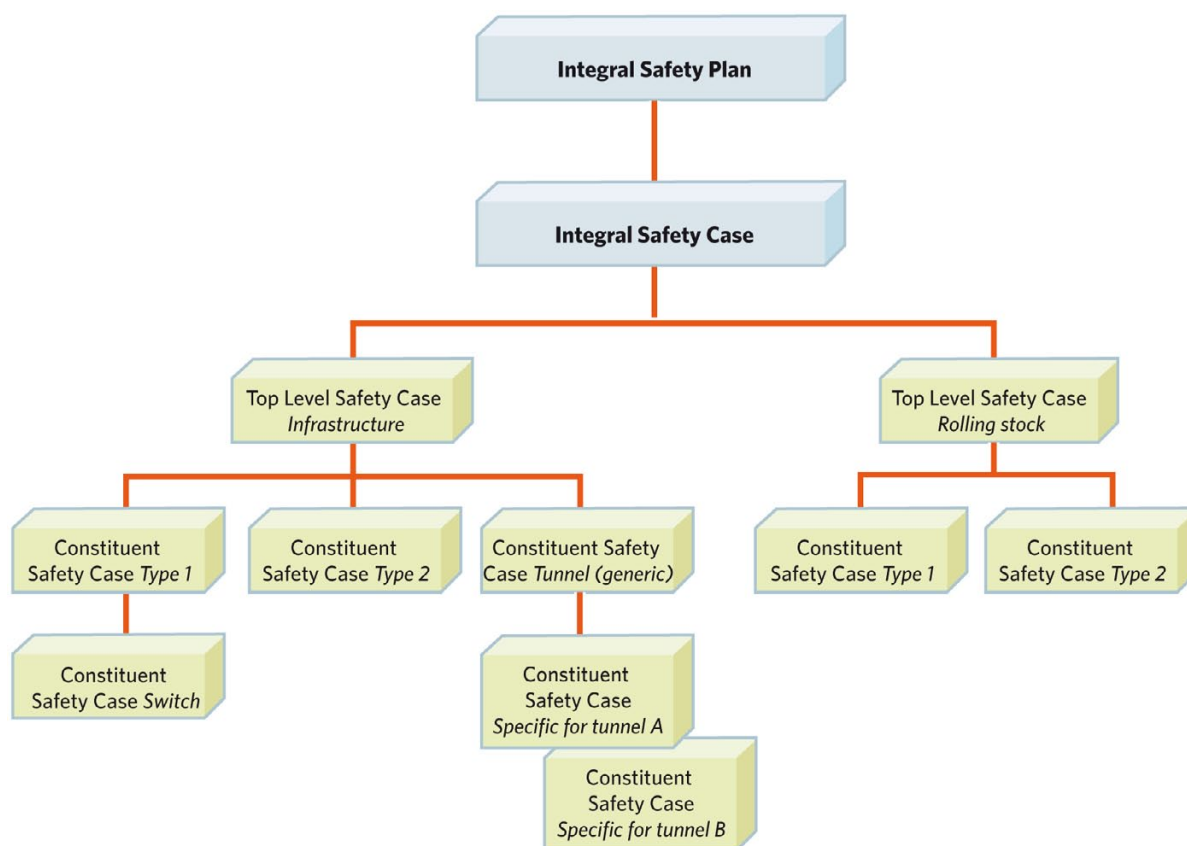 Integral Safety Plan
Integral Safety Case
Top Level Safety Case
Infrastructure
Top Level Safety Case
Rolling stock
Constituent
Safety Case Type 1
Constituent
Safety Case Type 2
Constituent Safety
Case Tunnel (generic)
Constituent
Safety Case Type 1
Constituent
Safety Case Type 2
Constituent
Safety Case Switch
Constituent
Safety Case
Specific for tunnel A
Constituent
Safety Case
Specific for tunnel B